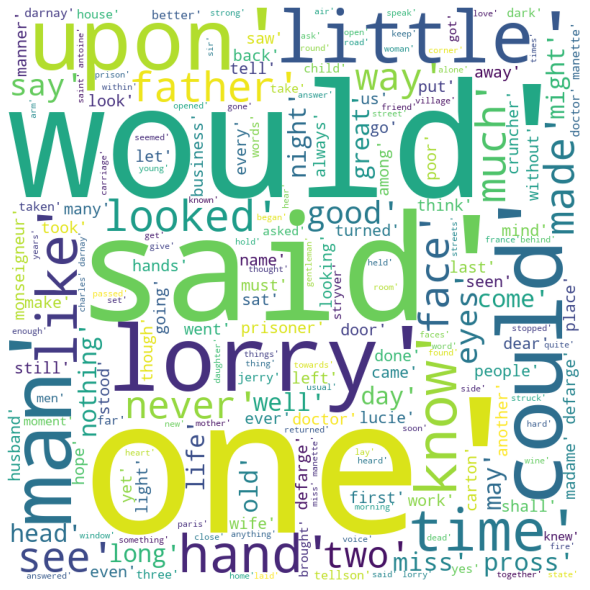 darnay' house' better' strong' air' speak' love' dark'
manner' upon' little' saw' ask' round' keep' woman' got' open' road' corner' times'
say' father' back' tell' sir' way' put' away' might' doctor' manette'
prison' within' look' child' take' answer' alone'
saint' antoine' arm' opened' gone' friend' village'
would' night' always' great' us' go' among' poor' much' cruncher' without' made'
seemed' let' business' every' words' street'
carriage' young' known' hear' think' mind'
taken' many' looked' good' turned'
monseigneur' took' years' man' like' said' began' asked' face' last' seen' france' behind' streets'
charles' darnay' get' give' hold' name' thought' gentleman' looking' held' stryver' eyes' come' place'
make' passed' set' hands' must' sat' room' could'
enough' though' going' went' prisoner' door' faces' word' found' done' came' dear' stopped' quite' people'
still' nothing' stood' lorry' daughter' things' thing' jerry' towards' left' day' know' side' struck' another' men' usual'
moment' far' never' well' ever' doctor' lucie' carton' hard' wine' madame' defarge'
husband' hope' yet' light' life' new' mother' returned' heart' one' old' defarge' miss' manette' lay' heard' soon' first' work' may' shall'
head' window' something' paris' close' anything' wife' brought' morning' voice' time' knew' fire'
see' long' hand' two' miss' yes' pross' dead'
answered' even' three' home' laid' tellson' said' lorry' together' state'